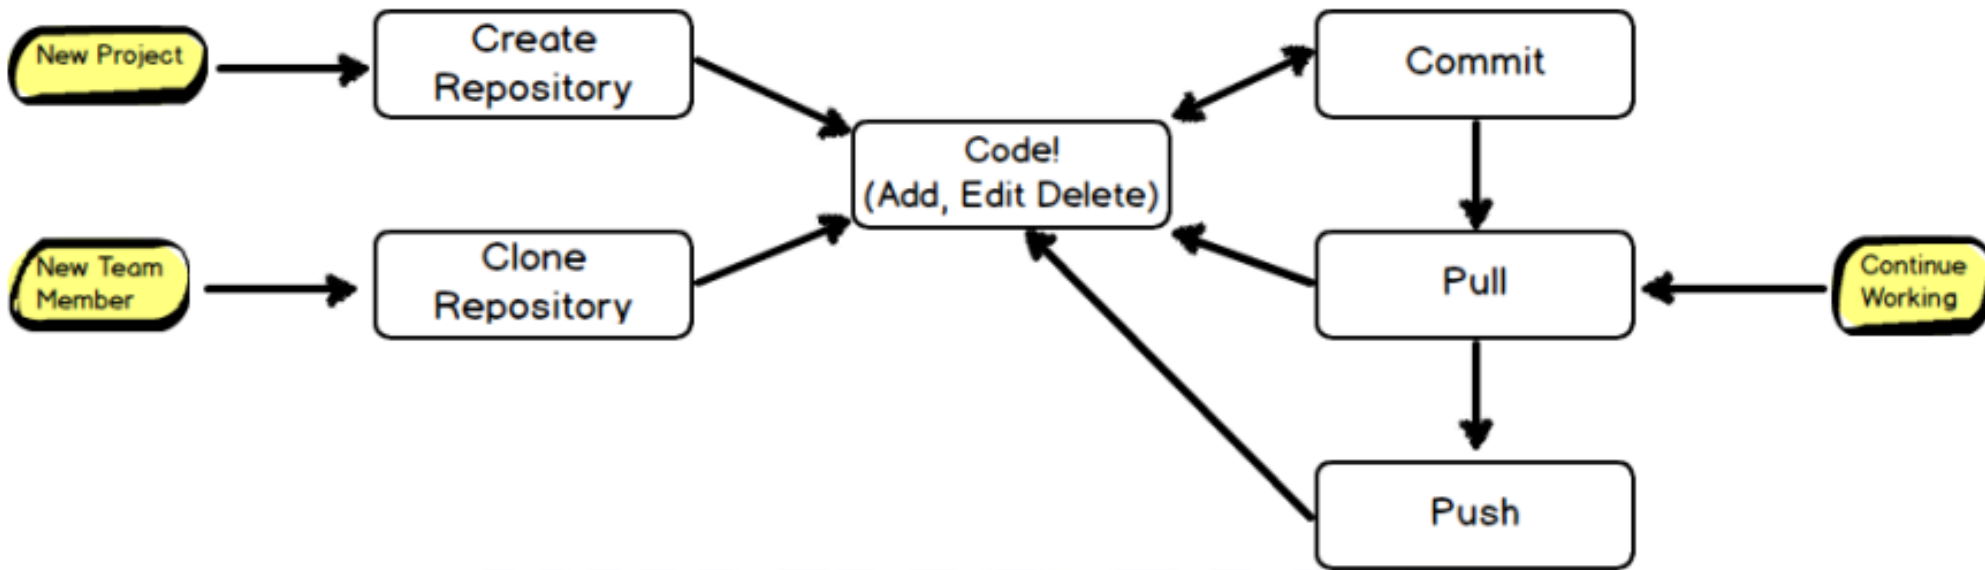 New Project
Create
Repository
Commit
Code!
(Add, Edit Delete)
New Team
Member
Clone
Repository
Pull
Continue
Working
Push